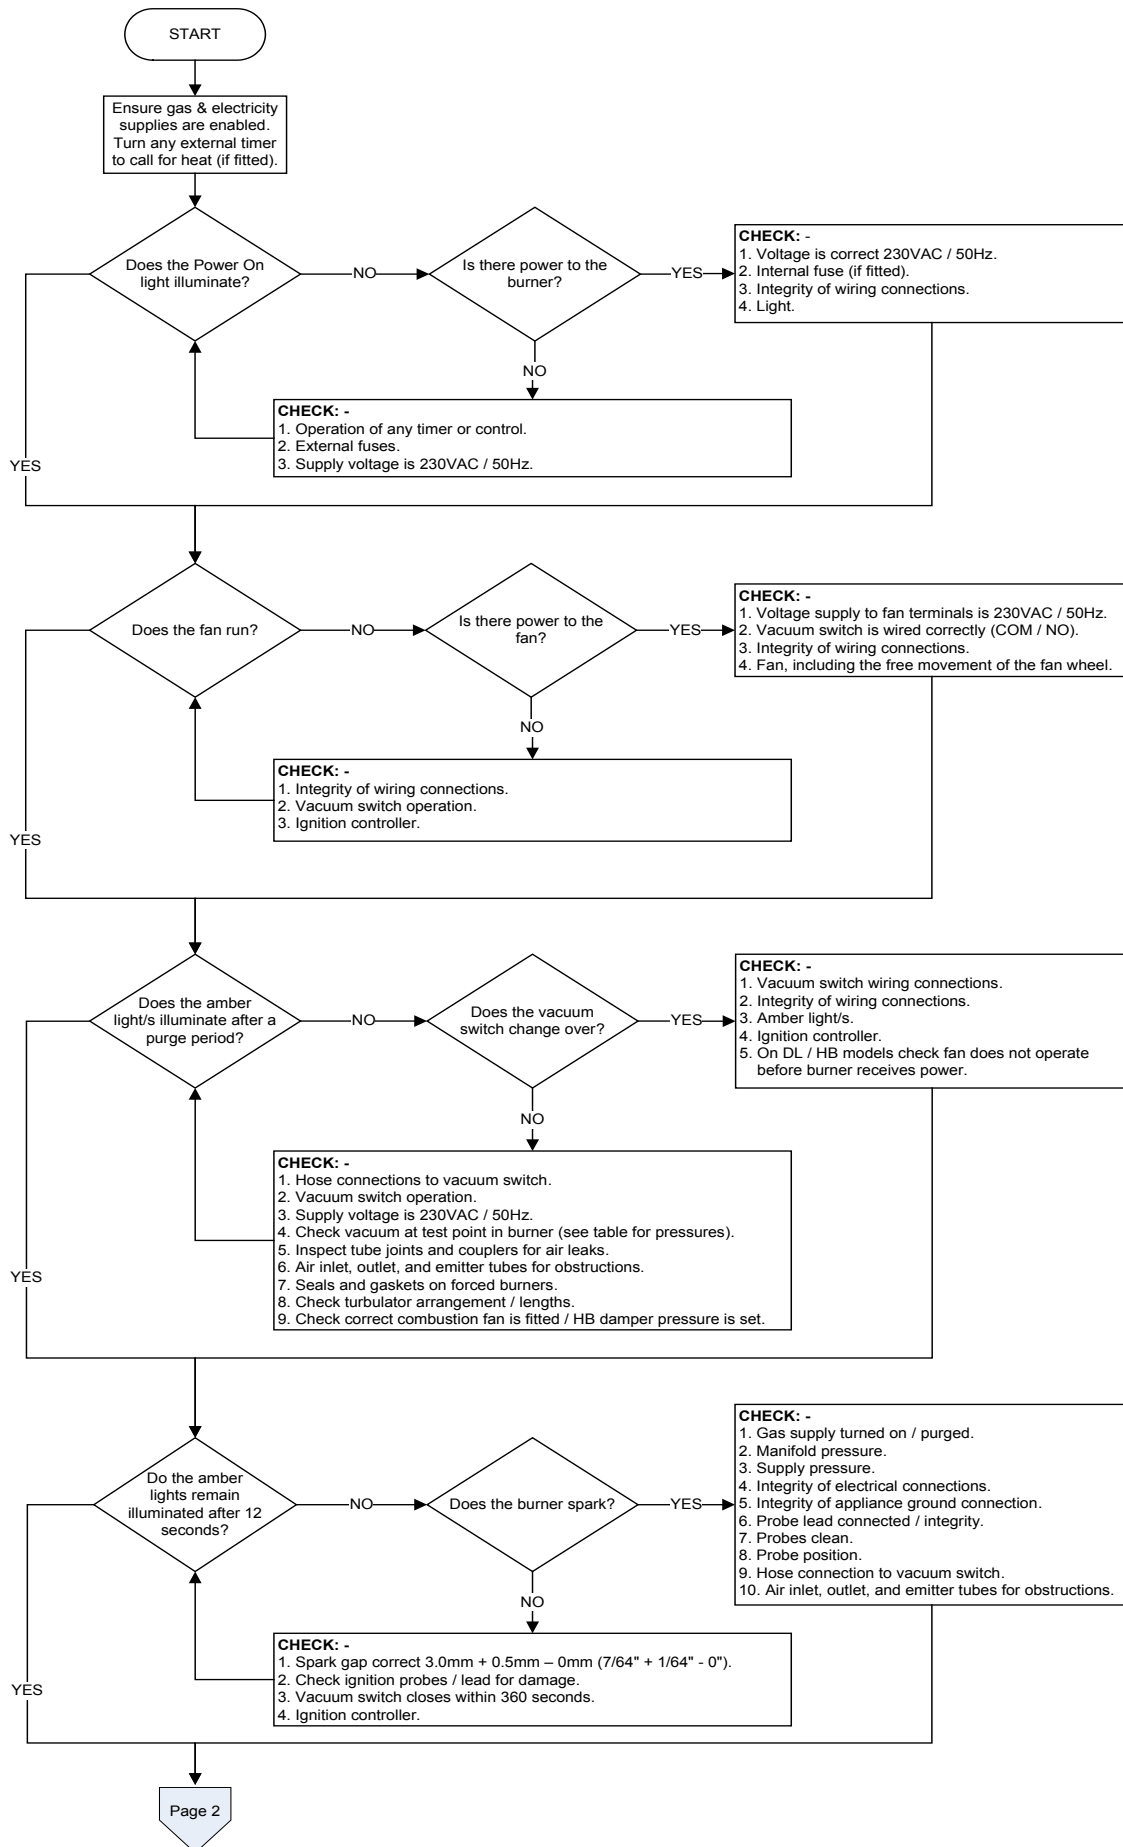 START
Ensure gas & electricity
supplies are enabled.
Turn any external timer
to call for heat (if fitted).
Does the Power On
light illuminate?
NO
Is there power to the
burner?
YES
CHECK: -
1. Voltage is correct 230VAC / 50Hz.
2. Internal fuse (if fitted).
3. Integrity of wiring connections.
4. Light.
NO
CHECK: -
1. Operation of any timer or control.
2. External fuses.
3. Supply voltage is 230VAC / 50Hz.
YES
Does the fan run?
NO
Is there power to the
fan?
YES
CHECK: -
1. Voltage supply to fan terminals is 230VAC / 50Hz.
2. Vacuum switch is wired correctly (COM / NO).
3. Integrity of wiring connections.
4. Fan, including the free movement of the fan wheel.
NO
CHECK: -
1. Integrity of wiring connections.
2. Vacuum switch operation.
3. Ignition controller.
YES
Does the amber
light/s illuminate after a
purge period?
NO
Does the vacuum
switch change over?
YES
CHECK: -
1. Vacuum switch wiring connections.
2. Integrity of wiring connections.
3. Amber light/s.
4. Ignition controller.
5. On DL / HB models check fan does not operate
before burner receives power.
NO
CHECK: -
1. Hose connections to vacuum switch.
2. Vacuum switch operation.
3. Supply voltage is 230VAC / 50Hz.
4. Check vacuum at test point in burner (see table for pressures).
5. Inspect tube joints and couplers for air leaks.
6. Air inlet, outlet, and emitter tubes for obstructions.
7. Seals and gaskets on forced burners.
8. Check turbulator arrangement / lengths.
9. Check correct combustion fan is fitted / HB damper pressure is set.
YES
Do the amber
lights remain
illuminated after 12
seconds?
NO
Does the burner spark?
YES
CHECK: -
1. Gas supply turned on / purged.
2. Manifold pressure.
3. Supply pressure.
4. Integrity of electrical connections.
5. Integrity of appliance ground connection.
6. Probe lead connected / integrity.
7. Probes clean.
8. Probe position.
9. Hose connection to vacuum switch.
10. Air inlet, outlet, and emitter tubes for obstructions.
NO
CHECK: -
1. Spark gap correct 3.0mm + 0.5mm – 0mm (7/64" + 1/64" - 0").
2. Check ignition probes / lead for damage.
3. Vacuum switch closes within 360 seconds.
4. Ignition controller.
YES
Page 2